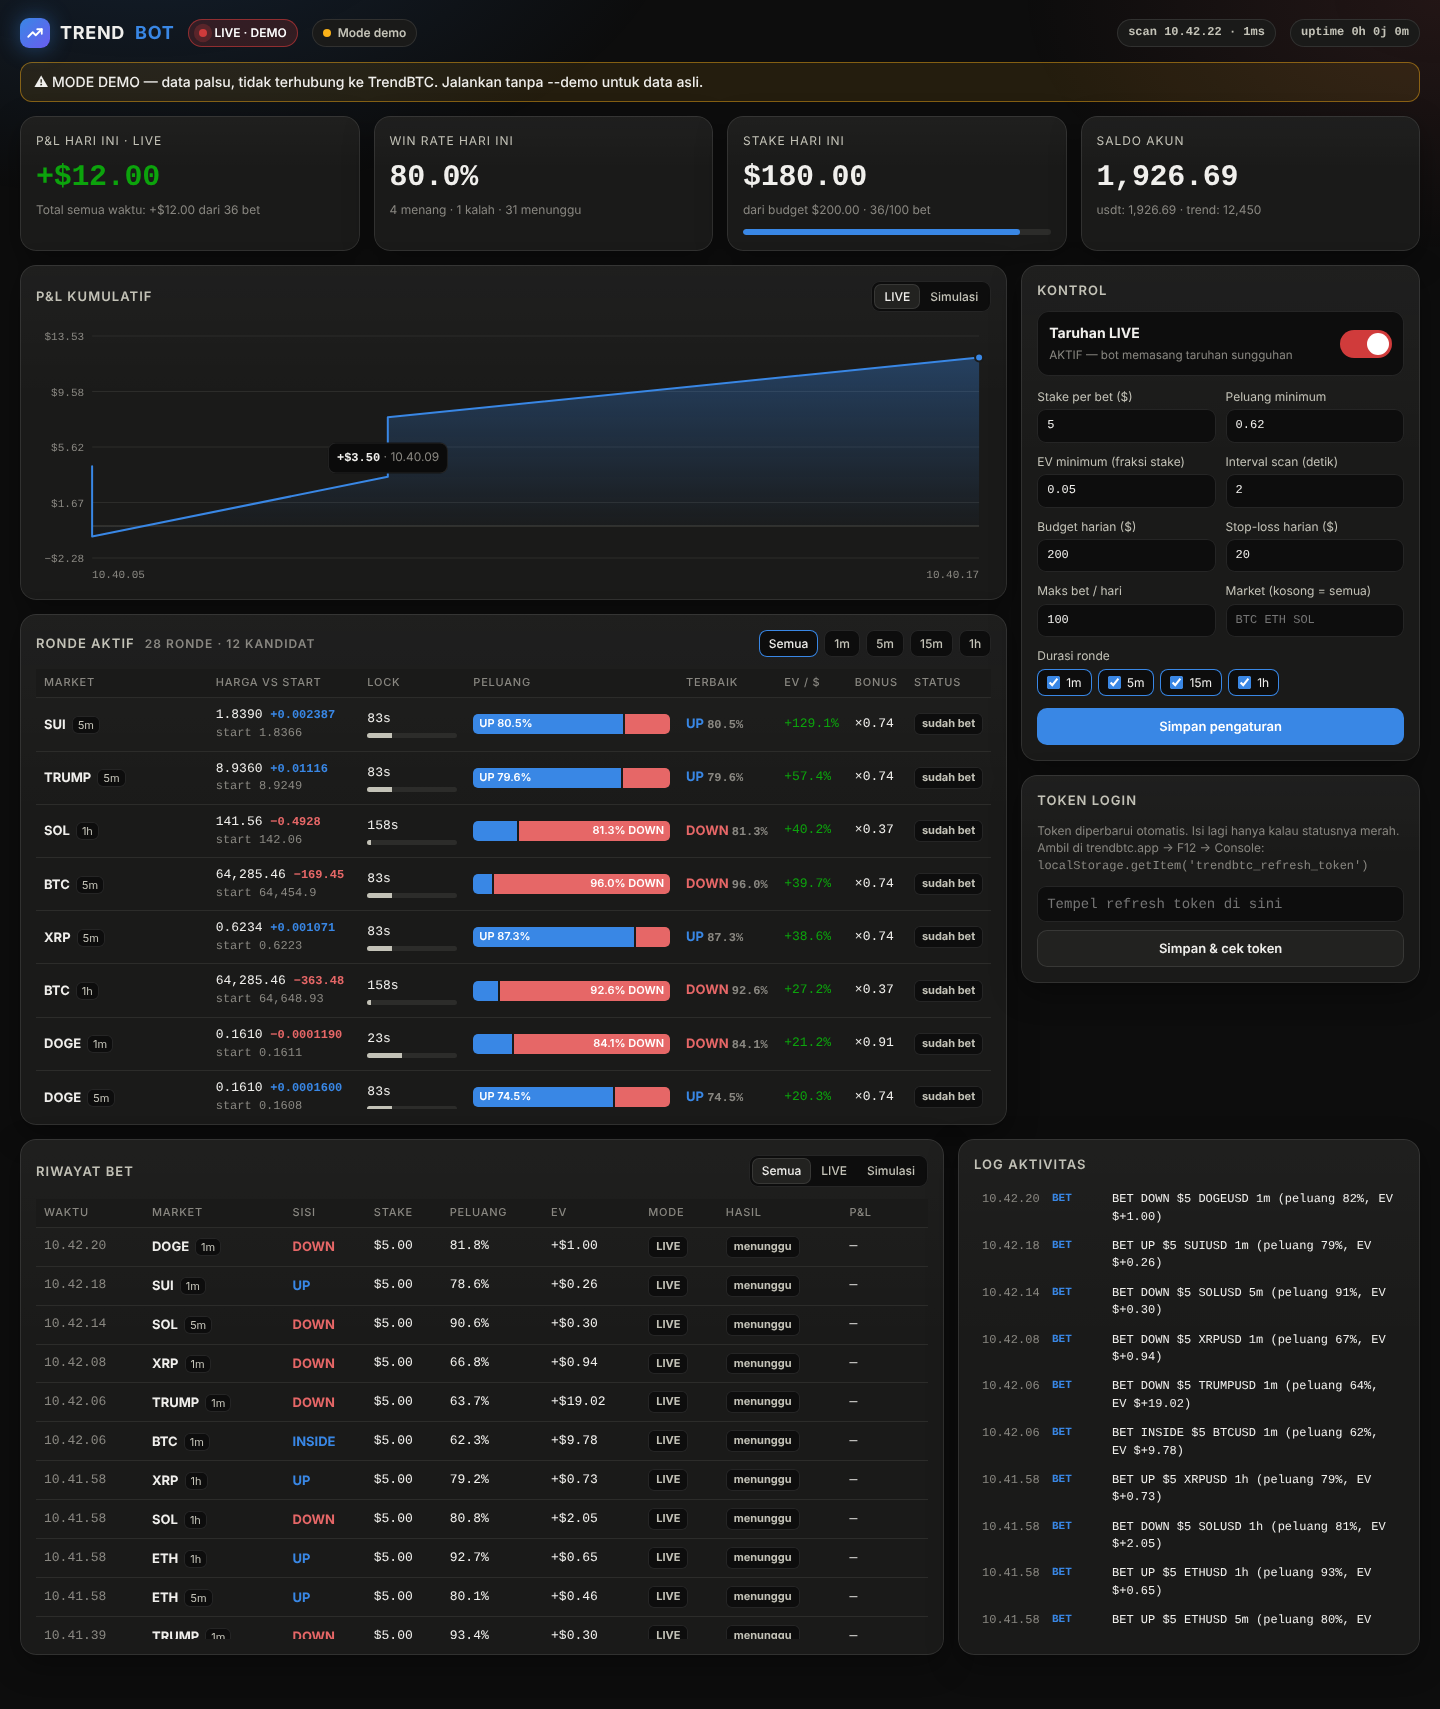 TREND BOT LIVE · DEMO Mode demo scan 10.42.22 · 1ms uptime 0h 0j 0m
⚠ MODE DEMO — data palsu, tidak terhubung ke TrendBTC. Jalankan tanpa --demo untuk data asli.
P&L HARI INI · LIVE
+$12.00
Total semua waktu: +$12.00 dari 36 bet
WIN RATE HARI INI
80.0%
4 menang · 1 kalah · 31 menunggu
STAKE HARI INI
$180.00
dari budget $200.00 · 36/100 bet
SALDO AKUN
1,926.69
usdt: 1,926.69 · trend: 12,450
P&L KUMULATIF LIVE Simulasi
$13.53
$9.58
$5.62
$1.67
−$2.28
+$3.50 · 10.40.09
10.40.05 10.40.17
KONTROL
Taruhan LIVE
AKTIF — bot memasang taruhan sungguhan
Stake per bet ($) Peluang minimum
5 0.62
EV minimum (fraksi stake) Interval scan (detik)
0.05 2
Budget harian ($) Stop-loss harian ($)
200 20
Maks bet / hari Market (kosong = semua)
100 BTC ETH SOL
Durasi ronde
1m 5m 15m 1h
Simpan pengaturan
TOKEN LOGIN
Token diperbarui otomatis. Isi lagi hanya kalau statusnya merah.
Ambil di trendbtc.app → F12 → Console:
localStorage.getItem('trendbtc_refresh_token')
Tempel refresh token di sini
Simpan & cek token
RONDE AKTIF 28 RONDE · 12 KANDIDAT Semua 1m 5m 15m 1h
MARKET HARGA VS START LOCK PELUANG TERBAIK EV / $ BONUS STATUS
SUI 5m 1.8390 +0.002387 83s UP 80.5% UP 80.5% +129.1% ×0.74 sudah bet
start 1.8366
TRUMP 5m 8.9360 +0.01116 83s UP 79.6% UP 79.6% +57.4% ×0.74 sudah bet
start 8.9249
SOL 1h 141.56 −0.4928 158s 81.3% DOWN DOWN 81.3% +40.2% ×0.37 sudah bet
start 142.06
BTC 5m 64,285.46 −169.45 83s 96.0% DOWN DOWN 96.0% +39.7% ×0.74 sudah bet
start 64,454.9
XRP 5m 0.6234 +0.001071 83s UP 87.3% UP 87.3% +38.6% ×0.74 sudah bet
start 0.6223
BTC 1h 64,285.46 −363.48 158s 92.6% DOWN DOWN 92.6% +27.2% ×0.37 sudah bet
start 64,648.93
DOGE 1m 0.1610 −0.0001190 23s 84.1% DOWN DOWN 84.1% +21.2% ×0.91 sudah bet
start 0.1611
DOGE 5m 0.1610 +0.0001600 83s UP 74.5% UP 74.5% +20.3% ×0.74 sudah bet
start 0.1608
RIWAYAT BET Semua LIVE Simulasi
WAKTU MARKET SISI STAKE PELUANG EV MODE HASIL P&L
10.42.20 DOGE 1m DOWN $5.00 81.8% +$1.00 LIVE menunggu —
10.42.18 SUI 1m UP $5.00 78.6% +$0.26 LIVE menunggu —
10.42.14 SOL 5m DOWN $5.00 90.6% +$0.30 LIVE menunggu —
10.42.08 XRP 1m DOWN $5.00 66.8% +$0.94 LIVE menunggu —
10.42.06 TRUMP 1m DOWN $5.00 63.7% +$19.02 LIVE menunggu —
10.42.06 BTC 1m INSIDE $5.00 62.3% +$9.78 LIVE menunggu —
10.41.58 XRP 1h UP $5.00 79.2% +$0.73 LIVE menunggu —
10.41.58 SOL 1h DOWN $5.00 80.8% +$2.05 LIVE menunggu —
10.41.58 ETH 1h UP $5.00 92.7% +$0.65 LIVE menunggu —
10.41.58 ETH 5m UP $5.00 80.1% +$0.46 LIVE menunggu —
10.41.39 TRUMP 1m DOWN $5.00 93.4% +$0.30 LIVE menunggu —
LOG AKTIVITAS
10.42.20 BET BET DOWN $5 DOGEUSD 1m (peluang 82%, EV
$+1.00)
10.42.18 BET BET UP $5 SUIUSD 1m (peluang 79%, EV
$+0.26)
10.42.14 BET BET DOWN $5 SOLUSD 5m (peluang 91%, EV
$+0.30)
10.42.08 BET BET DOWN $5 XRPUSD 1m (peluang 67%, EV
$+0.94)
10.42.06 BET BET DOWN $5 TRUMPUSD 1m (peluang 64%,
EV $+19.02)
10.42.06 BET BET INSIDE $5 BTCUSD 1m (peluang 62%,
EV $+9.78)
10.41.58 BET BET UP $5 XRPUSD 1h (peluang 79%, EV
$+0.73)
10.41.58 BET BET DOWN $5 SOLUSD 1h (peluang 81%, EV
$+2.05)
10.41.58 BET BET UP $5 ETHUSD 1h (peluang 93%, EV
$+0.65)
10.41.58 BET BET UP $5 ETHUSD 5m (peluang 80%, EV